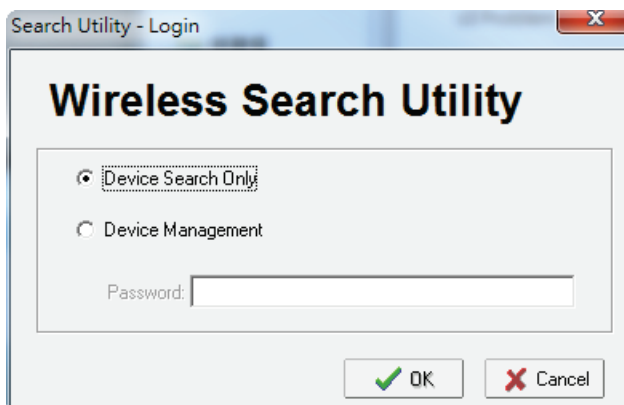 Search Utility - Login
Wireless Search Utility
Device Search Only
Device Management
Password:
OK
Cancel